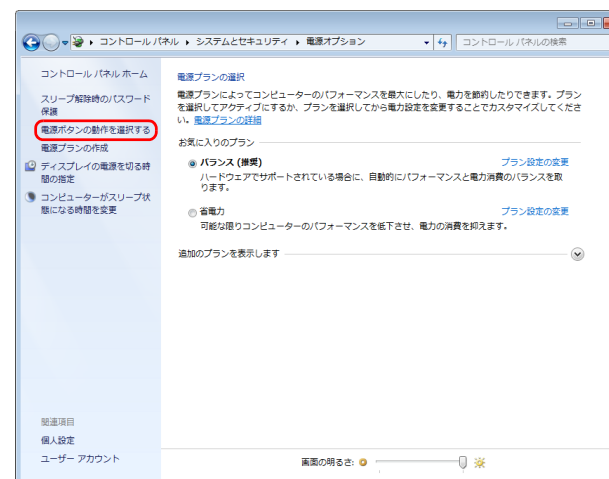 コントロール パネル ▸ システムとセキュリティ ▸ 電源オプション
コントロール パネルの検索
コントロール パネル ホーム
スリープ解除時のパスワード
保護
電源ボタンの動作を選択する
電源プランの作成
ディスプレイの電源を切る時
間の指定
コンピューターがスリープ状
態になる時間を変更
電源プランの選択
電源プランによってコンピューターのパフォーマンスを最大にしたり、電力を節約したりできます。プラン
を選択してアクティブにするか、プランを選択してから電力設定を変更することでカスタマイズしてくださ
い。電源プランの詳細
お気に入りのプラン
バランス (推奨) プラン設定の変更
ハードウェアでサポートされている場合に、自動的にパフォーマンスと電力消費のバランスを取
ります。
省電力 プラン設定の変更
可能な限りコンピューターのパフォーマンスを低下させ、電力の消費を抑えます。
追加のプランを表示します
関連項目
個人設定
ユーザー アカウント
画面の明るさ: